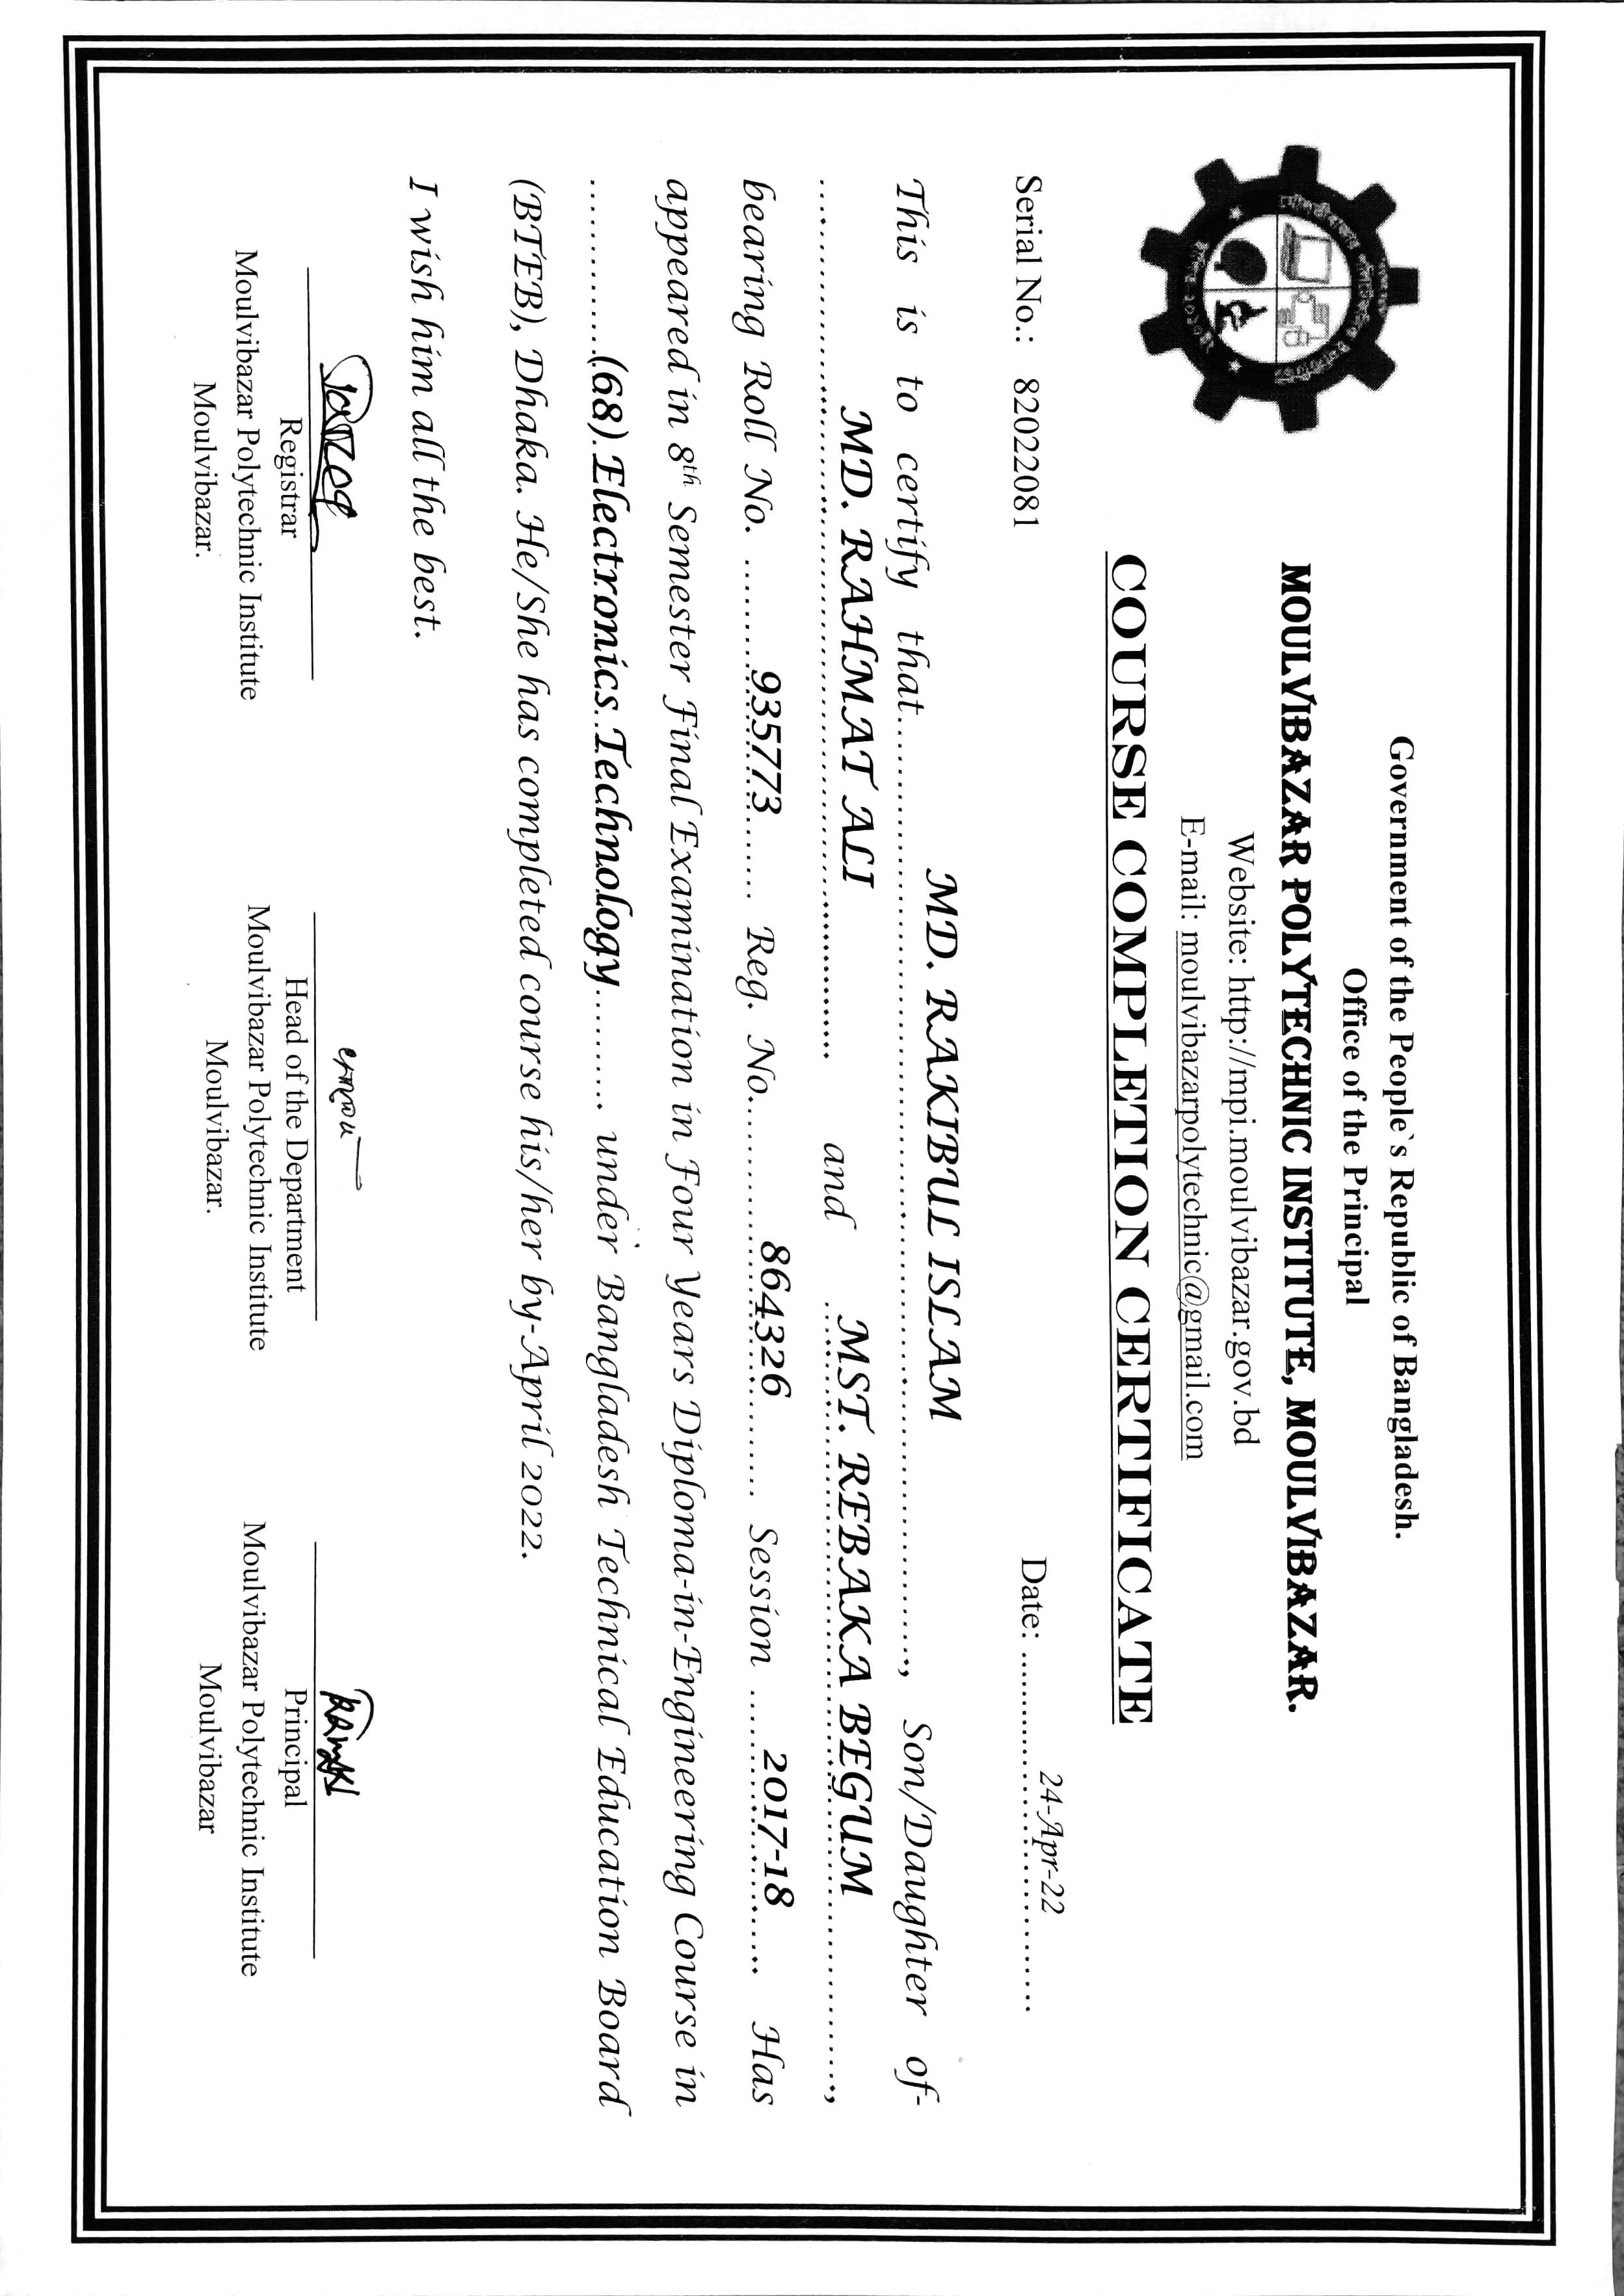 Government of the People`s Republic of Bangladesh.
Office of the Principal
MOULVIBAZAR POLYTECHNIC INSTITUTE, MOULVIBAZAR.
Website: http://mpi.moulvibazar.gov.bd
E-mail: moulvibazarpolytechnic@gmail.com
COURSE COMPLETION CERTIFICATE
মৌলভীবাজার পলিটেকনিক ইনস্টিটিউট
Serial No.: 82022081
Date: 24-Apr-22
This is to certify that MD. RAKIBUL ISLAM, Son/Daughter of-
MD. RAHMAT ALI and MST. REBAKA BEGUM,
bearing Roll No. 935773 Reg. No. 864326 Session 2017-18 Has
appeared in 8th Semester Final Examination in Four Years Diploma-in-Engineering Course in
(68) Electronics Technology under Bangladesh Technical Education Board
(BTEB), Dhaka. He/She has completed course his/her by-April 2022.
I wish him all the best.
Registrar
Moulvibazar Polytechnic Institute
Moulvibazar.
Head of the Department
Moulvibazar Polytechnic Institute
Moulvibazar.
Principal
Moulvibazar Polytechnic Institute
Moulvibazar